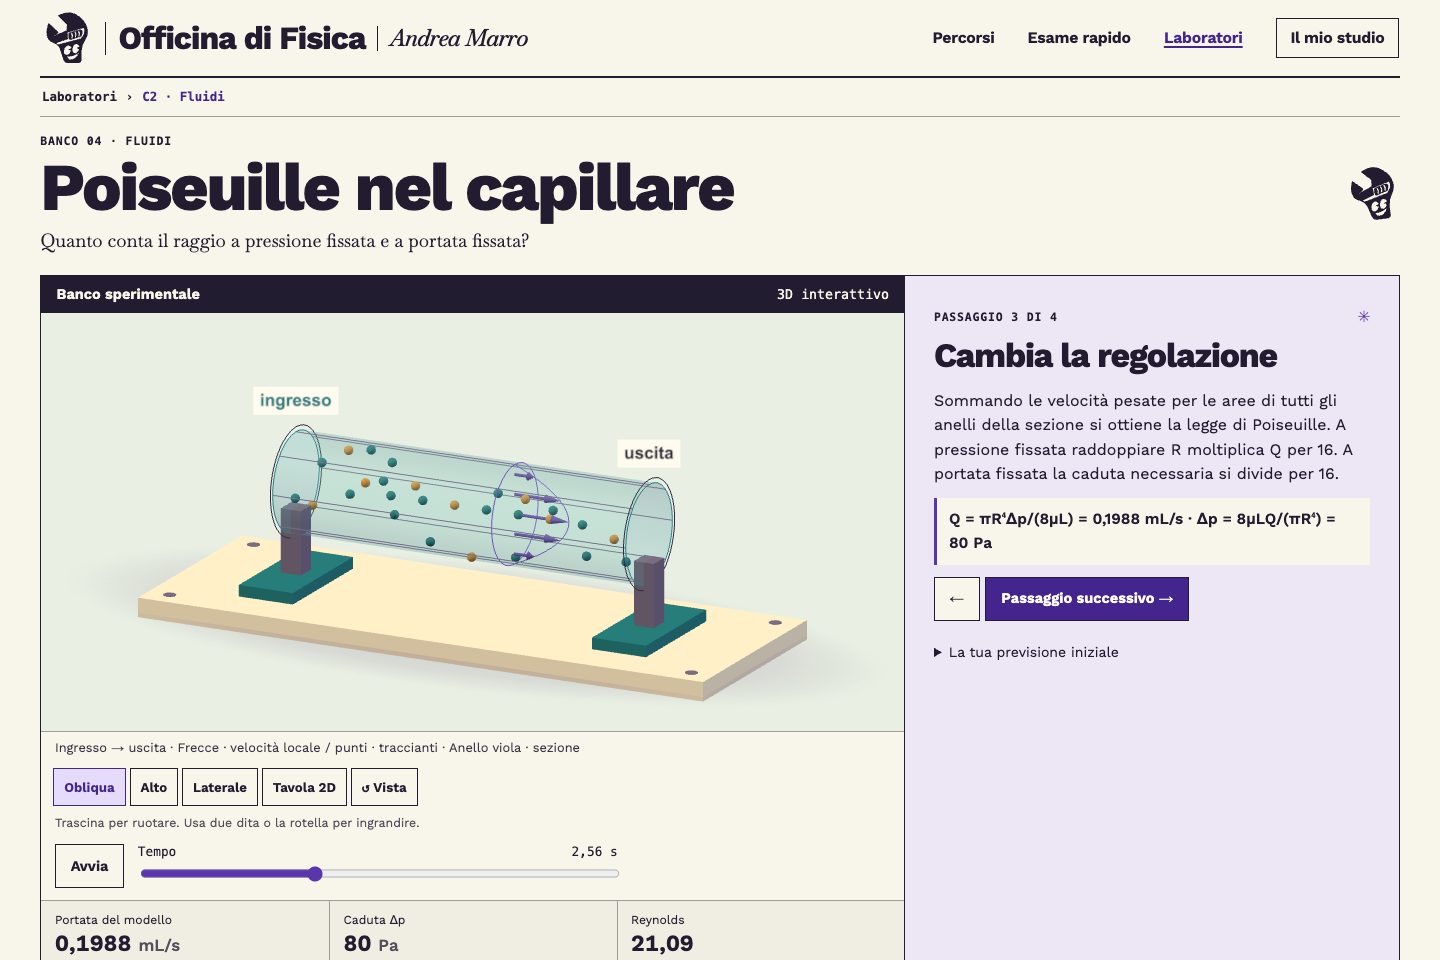 Officina di Fisica
Andrea Marro
Percorsi
Esame rapido
Laboratori
Il mio studio
Laboratori › C2 · Fluidi
BANCO 04 · FLUIDI
Poiseuille nel capillare
Quanto conta il raggio a pressione fissata e a portata fissata?
Banco sperimentale
3D interattivo
ingresso
uscita
Ingresso → uscita · Frecce · velocità locale / punti · traccianti · Anello viola · sezione
Obliqua
Alto
Laterale
Tavola 2D
↺ Vista
Trascina per ruotare. Usa due dita o la rotella per ingrandire.
Avvia
Tempo
2,56 s
Portata del modello
0,1988 mL/s
Caduta Δp
80 Pa
Reynolds
21,09
PASSAGGIO 3 DI 4
Cambia la regolazione
Sommando le velocità pesate per le aree di tutti gli
anelli della sezione si ottiene la legge di Poiseuille. A
pressione fissata raddoppiare R moltiplica Q per 16. A
portata fissata la caduta necessaria si divide per 16.
Q = πR⁴Δp/(8μL) = 0,1988 mL/s · Δp = 8μLQ/(πR⁴) =
80 Pa
←
Passaggio successivo →
▶ La tua previsione iniziale